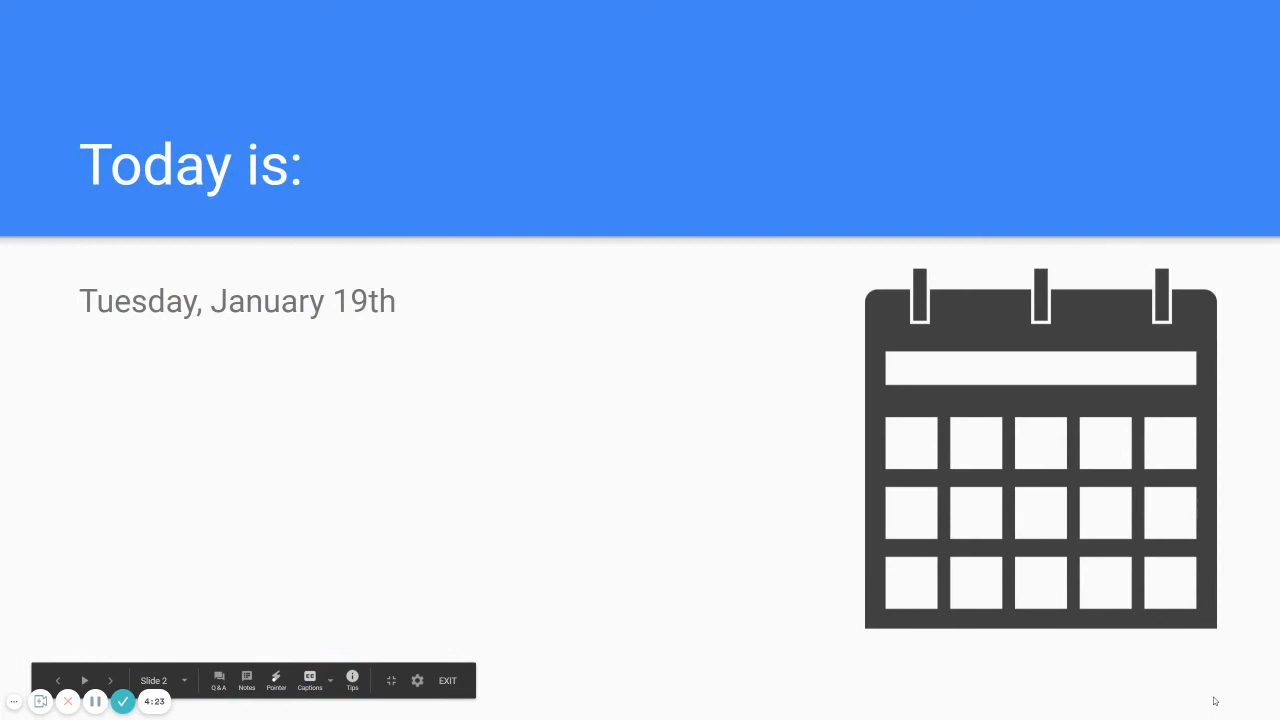 Today is:
Tuesday, January 19th
Slide 2
Q&A
Notes
Pointer
Captions
Tips
EXIT
4:23